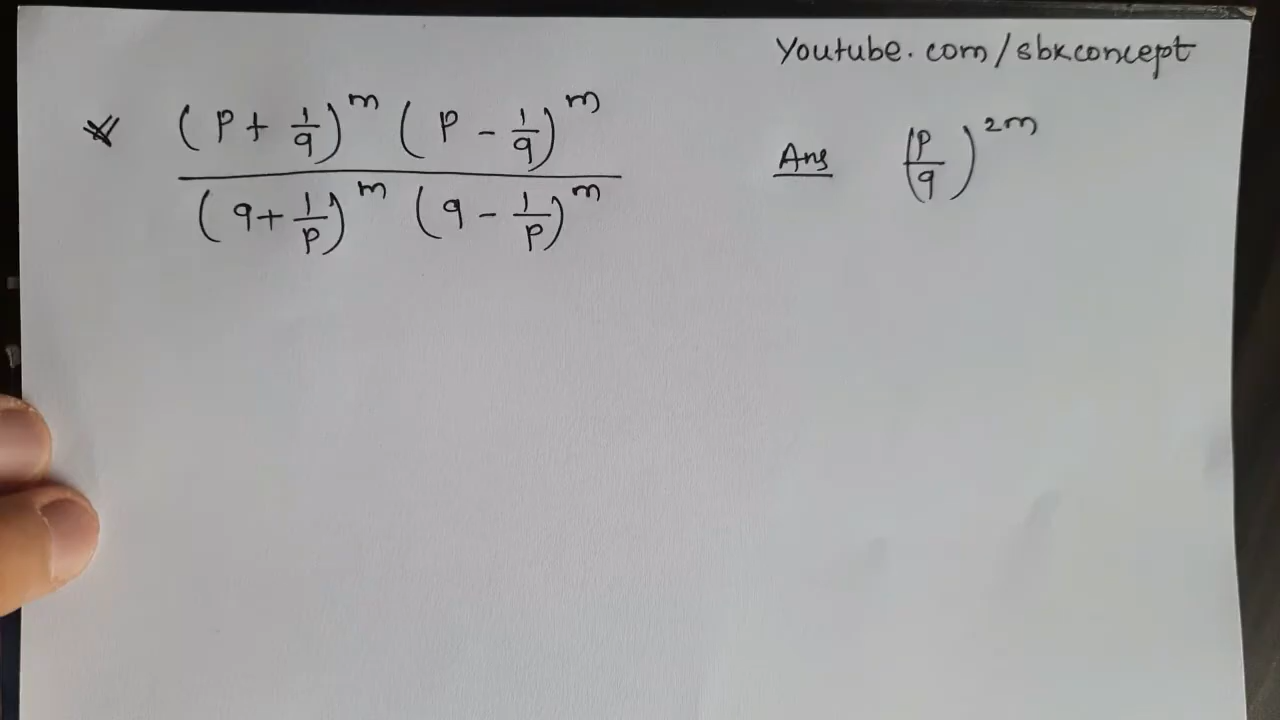 Youtube.com/sbkconcept
* (p + 1/q)^m (p - 1/q)^m / (q + 1/p)^m (q - 1/p)^m
Ans (p/q)^2m